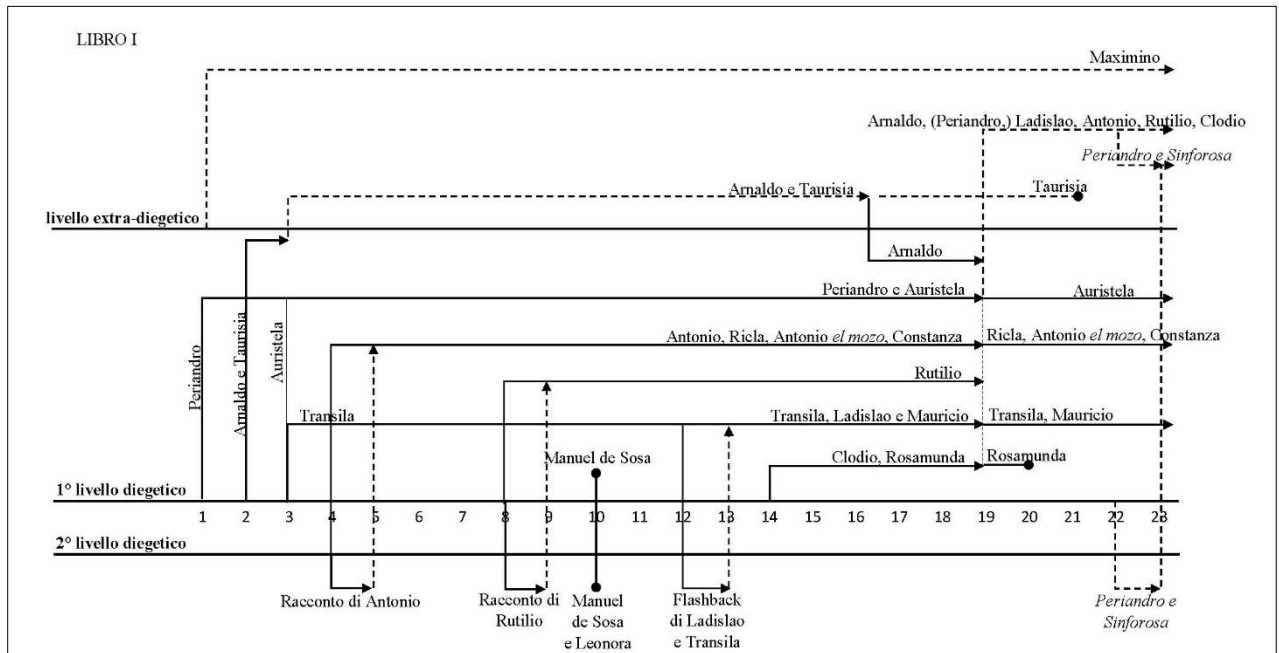 LIBRO I
Maximino
Arnaldo, (Periandro,) Ladislao, Antonio, Rutilio, Clodio
Periandro e Sinforosa
Arnaldo e Taurisia
Taurisia
livello extra-diegetico
Arnaldo
Periandro e Auristela
Auristela
Periandro
Arnaldo e Taurisia
Auristela
Antonio, Ricla, Antonio el mozo, Constanza
Ricla, Antonio el mozo, Constanza
Rutilio
Transila
Transila, Ladislao e Mauricio
Transila, Mauricio
Manuel de Sosa
Clodio, Rosamunda
Rosamunda
1° livello diegetico
1 2 3 4 5 6 7 8 9 10 11 12 13 14 15 16 17 18 19 20 21 22 23
2° livello diegetico
Racconto di Antonio
Racconto di
Rutilio
Manuel
de Sosa
e Leonora
Flashback
di Ladislao
e Transila
Periandro e
Sinforosa